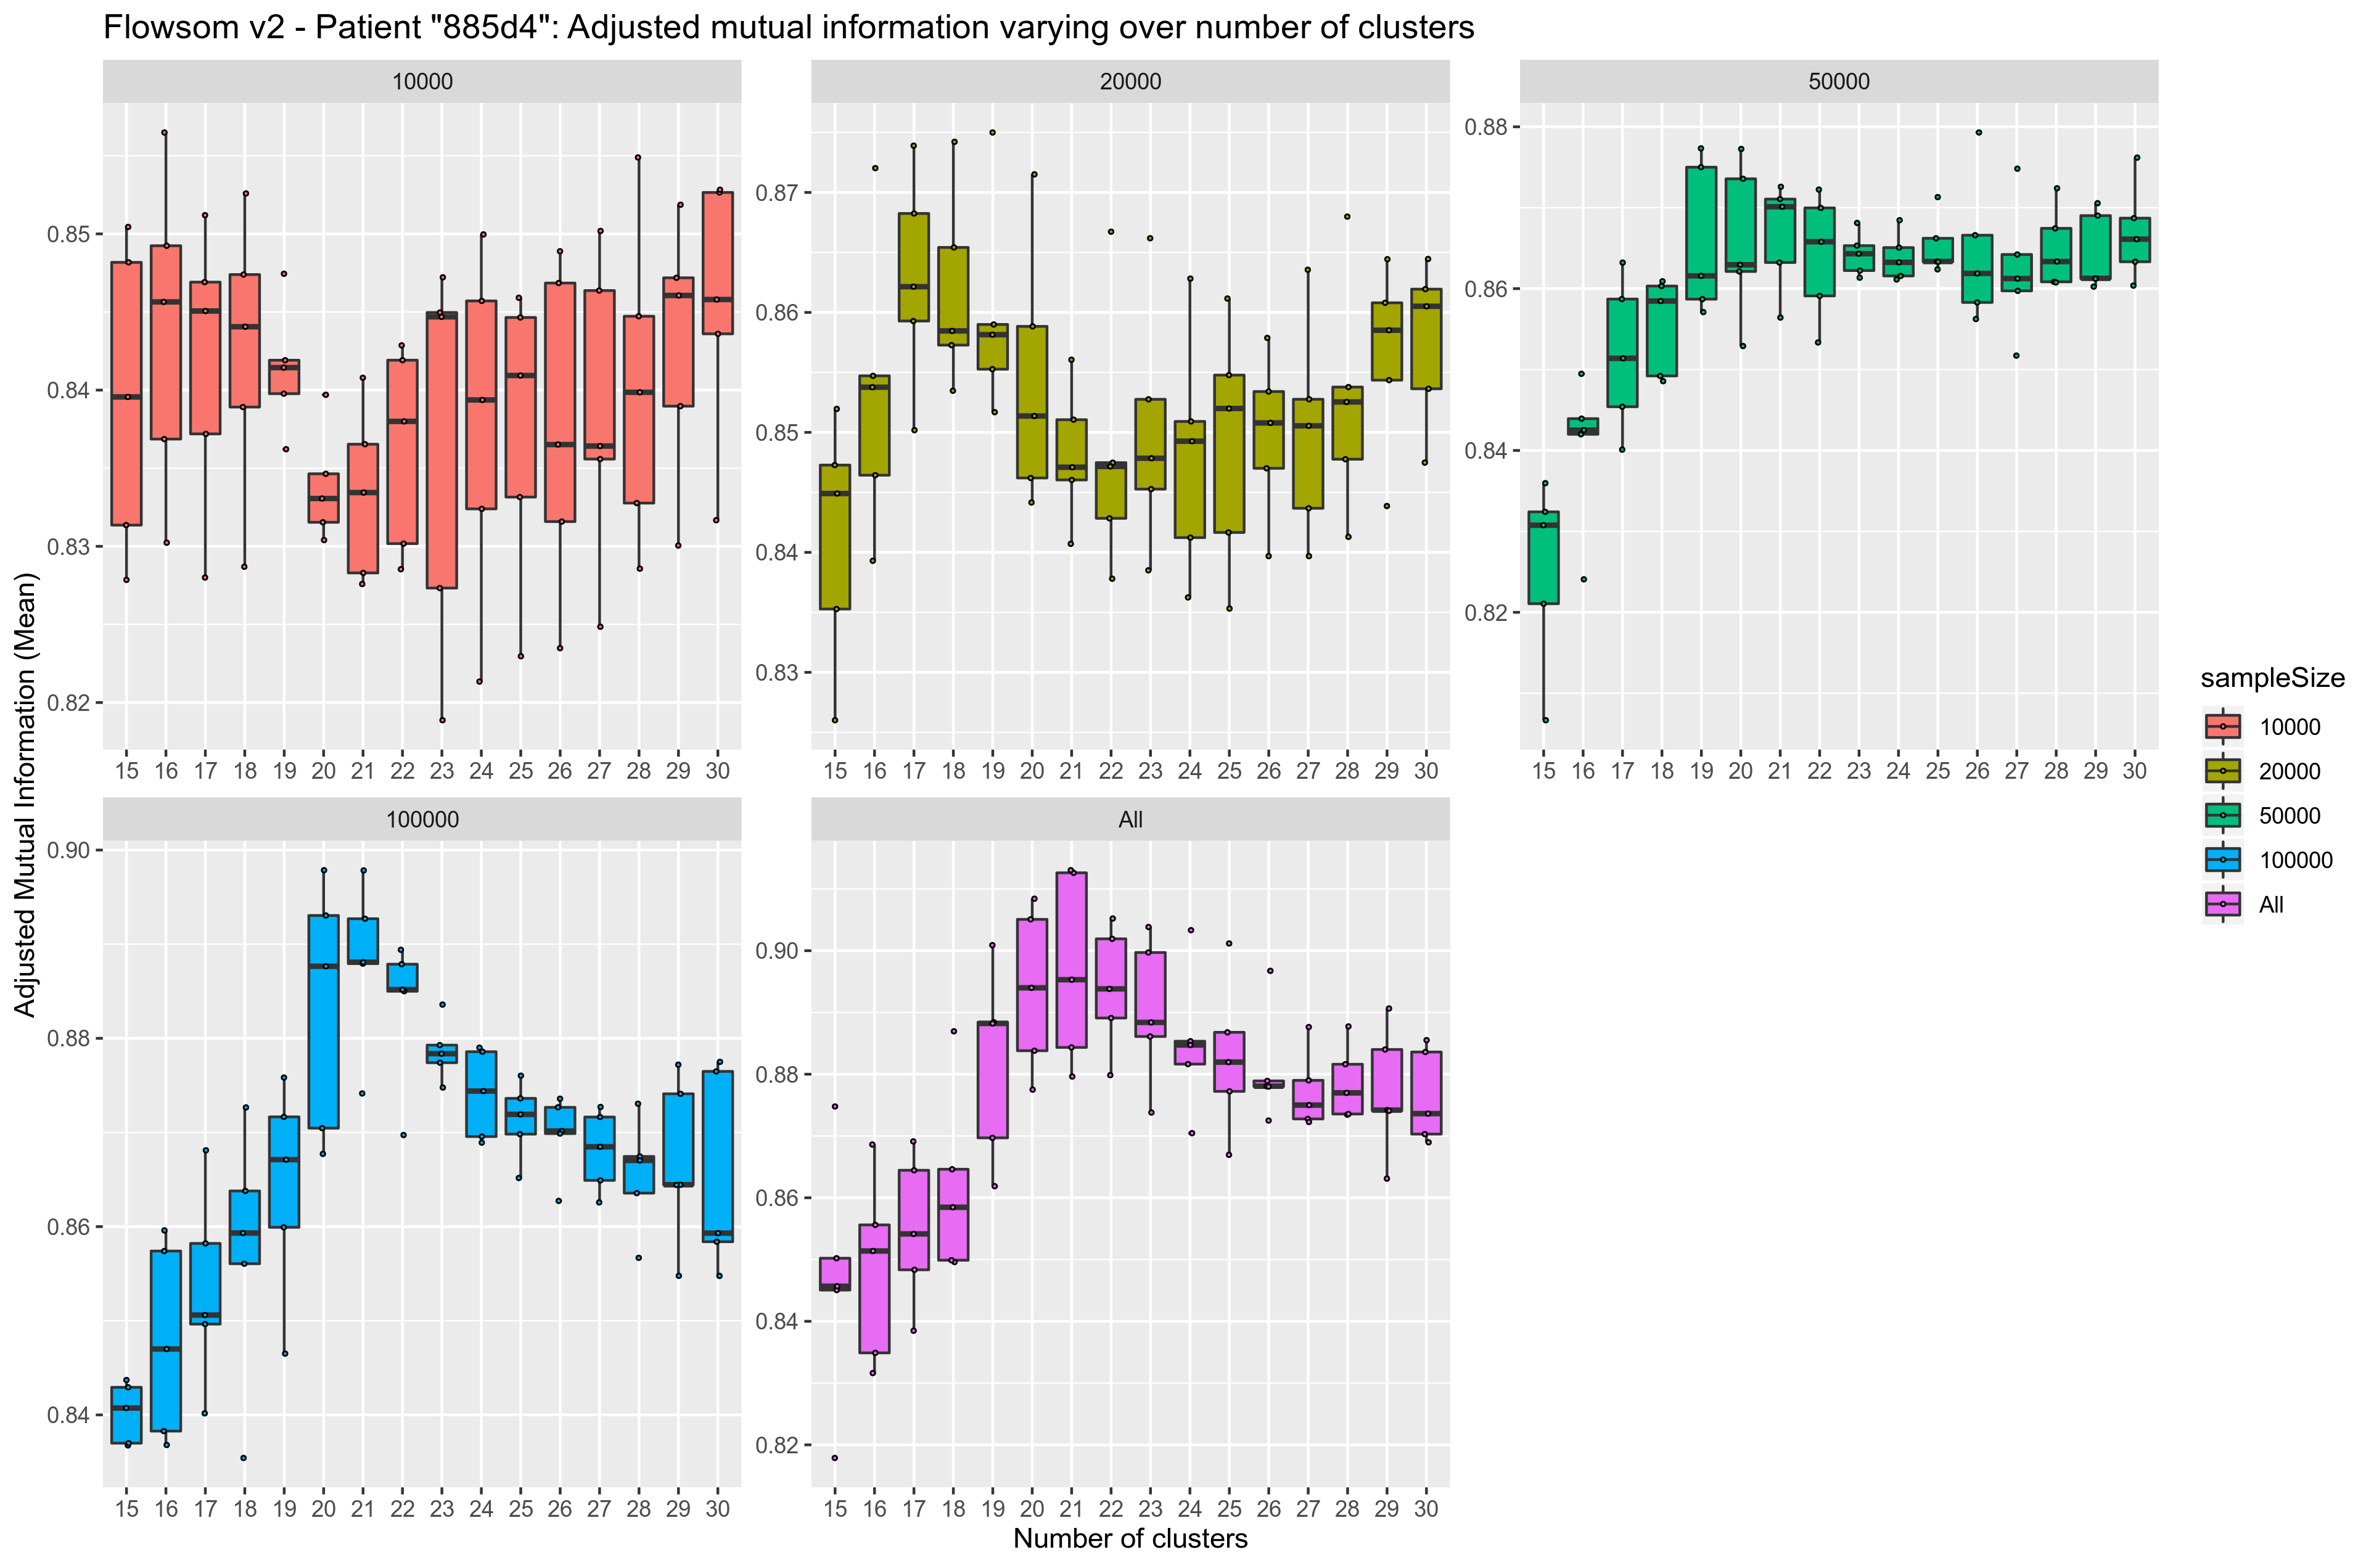 Flowsom v2 - Patient "885d4": Adjusted mutual information varying over number of clusters
10000
0.85
0.84
0.83
0.82
15 16 17 18 19 20 21 22 23 24 25 26 27 28 29 30
20000
0.87
0.86
0.85
0.84
0.83
15 16 17 18 19 20 21 22 23 24 25 26 27 28 29 30
50000
0.88
0.86
0.84
0.82
15 16 17 18 19 20 21 22 23 24 25 26 27 28 29 30
Adjusted Mutual Information (Mean)
100000
0.90
0.88
0.86
0.84
15 16 17 18 19 20 21 22 23 24 25 26 27 28 29 30
All
0.90
0.88
0.86
0.84
0.82
15 16 17 18 19 20 21 22 23 24 25 26 27 28 29 30
Number of clusters
sampleSize
10000
20000
50000
100000
All